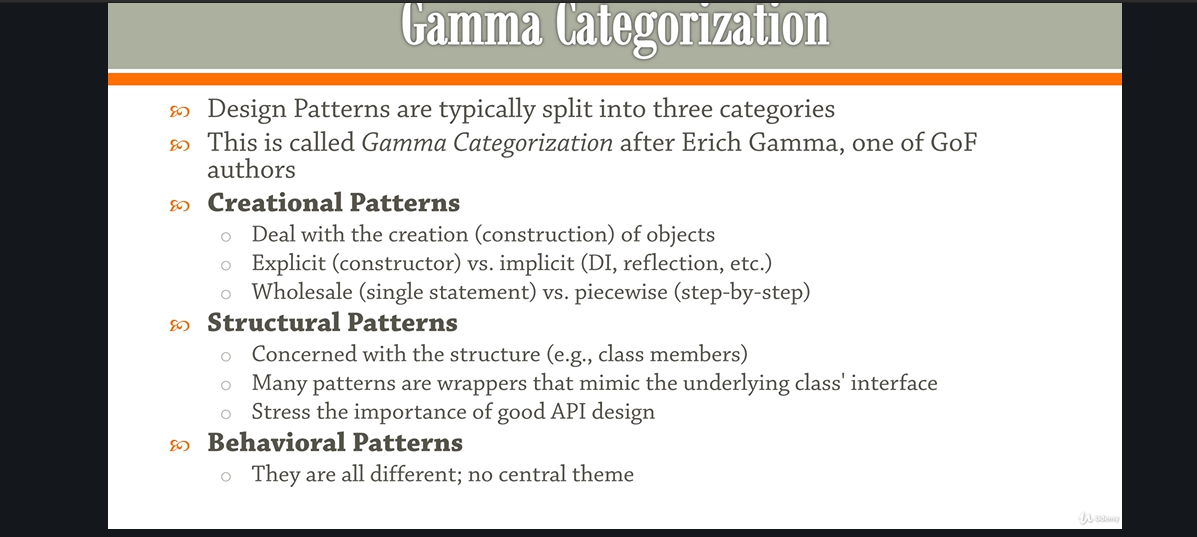 Gamma Categorization
Design Patterns are typically split into three categories
This is called Gamma Categorization after Erich Gamma, one of GoF
authors
Creational Patterns
Deal with the creation (construction) of objects
Explicit (constructor) vs. implicit (DI, reflection, etc.)
Wholesale (single statement) vs. piecewise (step-by-step)
Structural Patterns
Concerned with the structure (e.g., class members)
Many patterns are wrappers that mimic the underlying class' interface
Stress the importance of good API design
Behavioral Patterns
They are all different; no central theme
Udemy